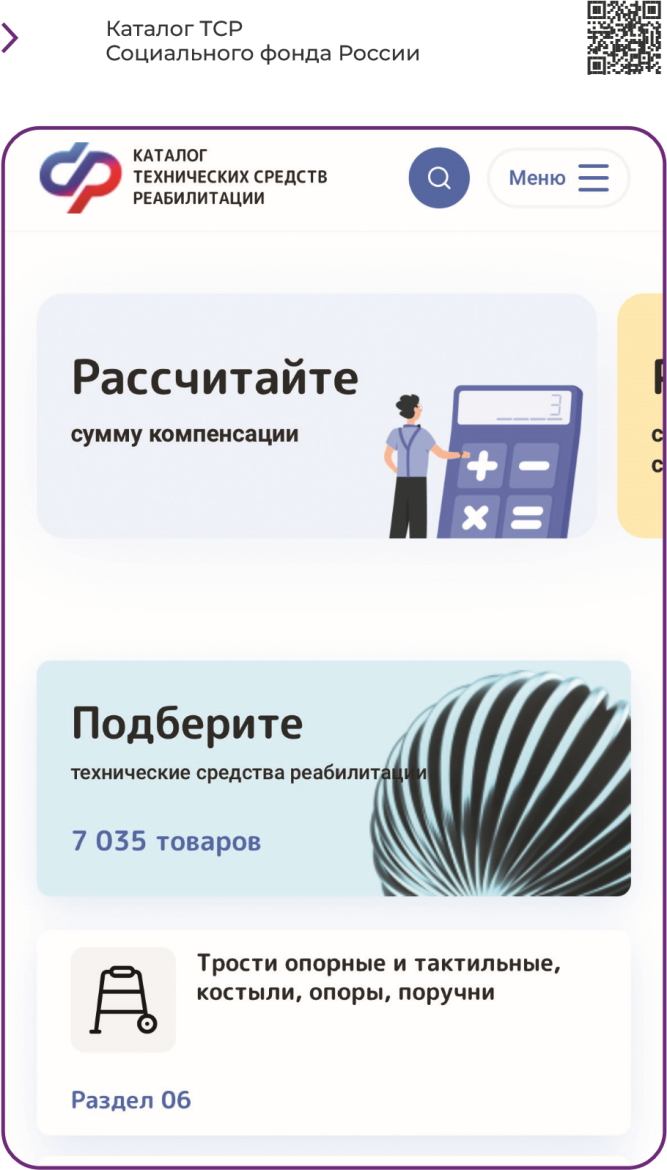 Каталог ТСР
Социального фонда России
КАТАЛОГ
ТЕХНИЧЕСКИХ СРЕДСТВ
РЕАБИЛИТАЦИИ
Меню
Рассчитайте
сумму компенсации
Подберите
технические средства реабилитации
7 035 товаров
Трости опорные и тактильные,
костыли, опоры, поручни
Раздел 06